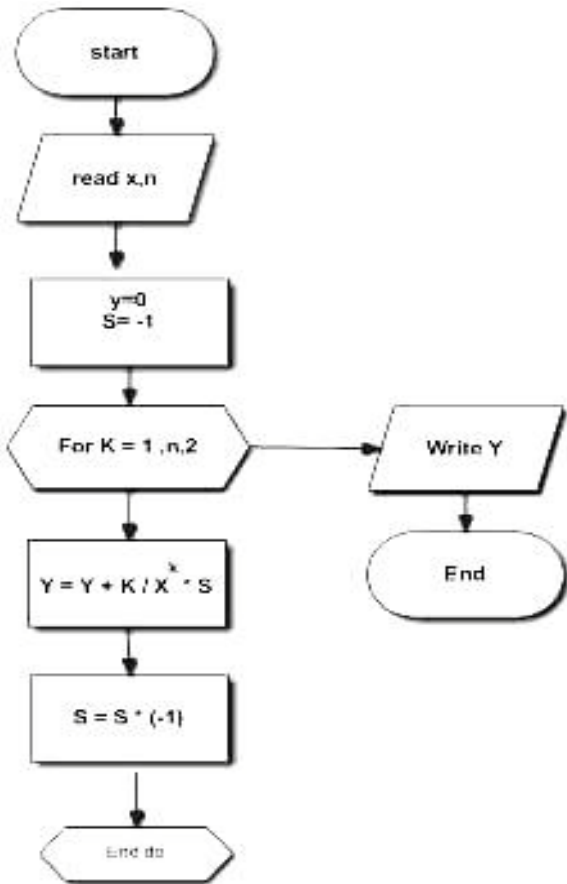 start
read x,n
y=0
S= -1
For K = 1 ,n,2
Write Y
End
Y = Y + K / X^k * S
S = S * (-1)
End do